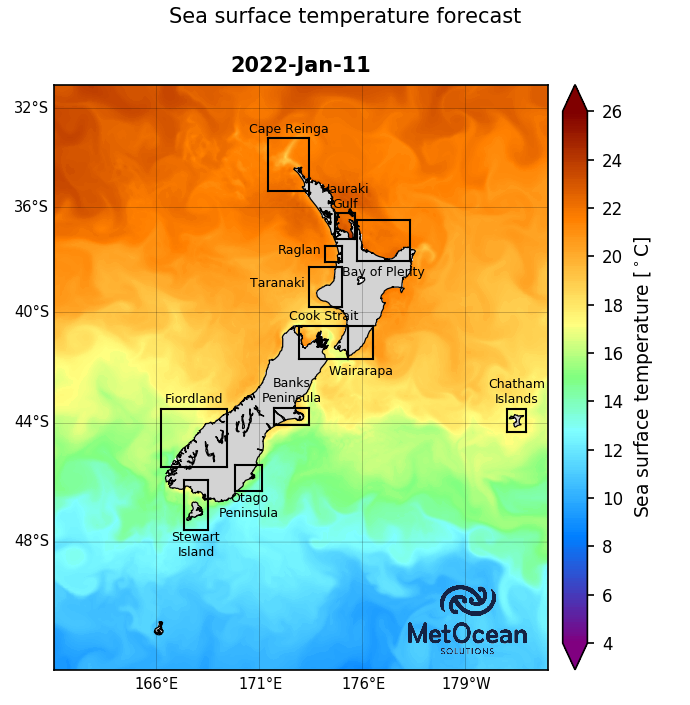 Sea surface temperature forecast
2022-Jan-11
32°S
36°S
40°S
44°S
48°S
Cape Reinga
Hauraki
Gulf
Raglan
Bay of Plenty
Taranaki
Cook Strait
Wairarapa
Banks
Peninsula
Fiordland
Chatham
Islands
Otago
Peninsula
Stewart
Island
MetOcean
SOLUTIONS
166°E
171°E
176°E
179°W
26
24
22
20
18
16
14
12
10
8
6
4
Sea surface temperature [°C]